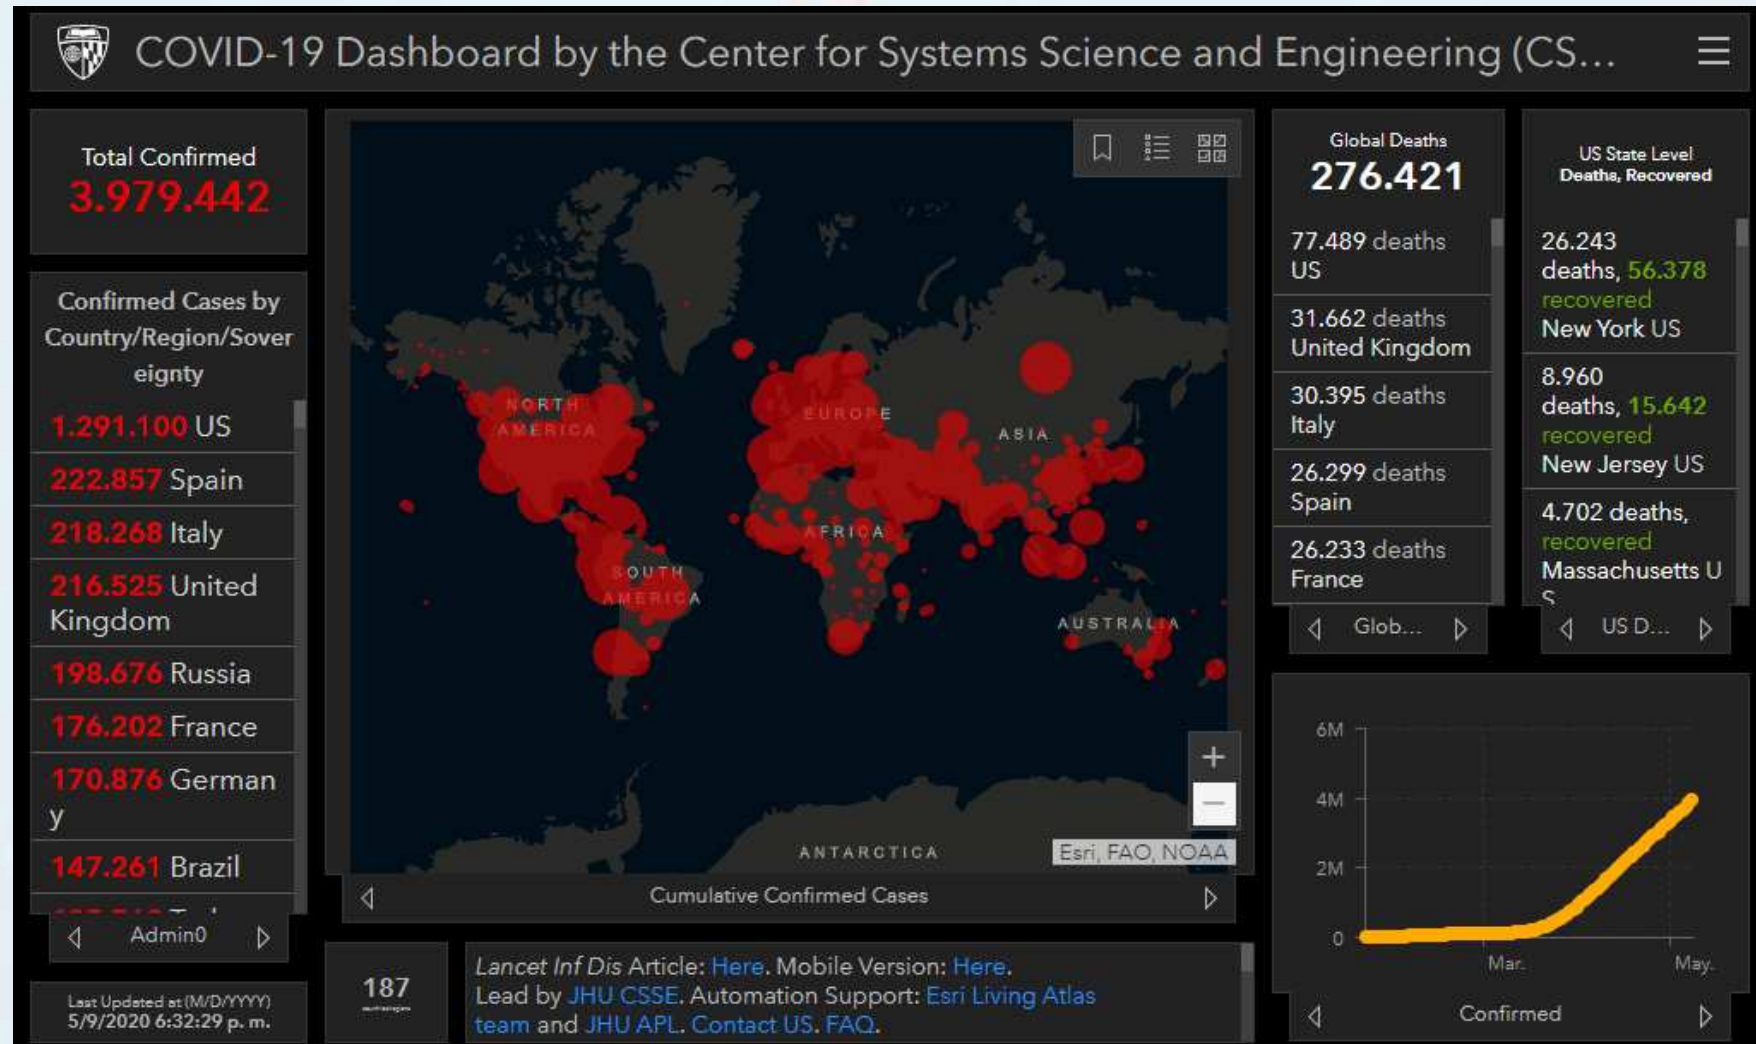 COVID-19 Dashboard by the Center for Systems Science and Engineering (CS...
Total Confirmed
3.979.442
Confirmed Cases by
Country/Region/Sover
eignty
1.291.100 US
222.857 Spain
218.268 Italy
216.525 United
Kingdom
198.676 Russia
176.202 France
170.876 German
y
147.261 Brazil
Admin0
Last Updated at (M/D/YYYY)
5/9/2020 6:32:29 p. m.
NORTH
AMERICA
EUROPE
ASIA
AFRICA
SOUTH
AMERICA
AUSTRALIA
ANTARCTICA
Esri, FAO, NOAA
Cumulative Confirmed Cases
187
Lancet Inf Dis Article: Here. Mobile Version: Here.
Lead by JHU CSSE. Automation Support: Esri Living Atlas
team and JHU APL. Contact US. FAQ.
Global Deaths
276.421
77.489 deaths
US
31.662 deaths
United Kingdom
30.395 deaths
Italy
26.299 deaths
Spain
26.233 deaths
France
Glob...
US State Level
Deaths, Recovered
26.243
deaths, 56.378
recovered
New York US
8.960
deaths, 15.642
recovered
New Jersey US
4.702 deaths,
recovered
Massachusetts U
S
US D...
6M
4M
2M
0
Mar.
May.
Confirmed